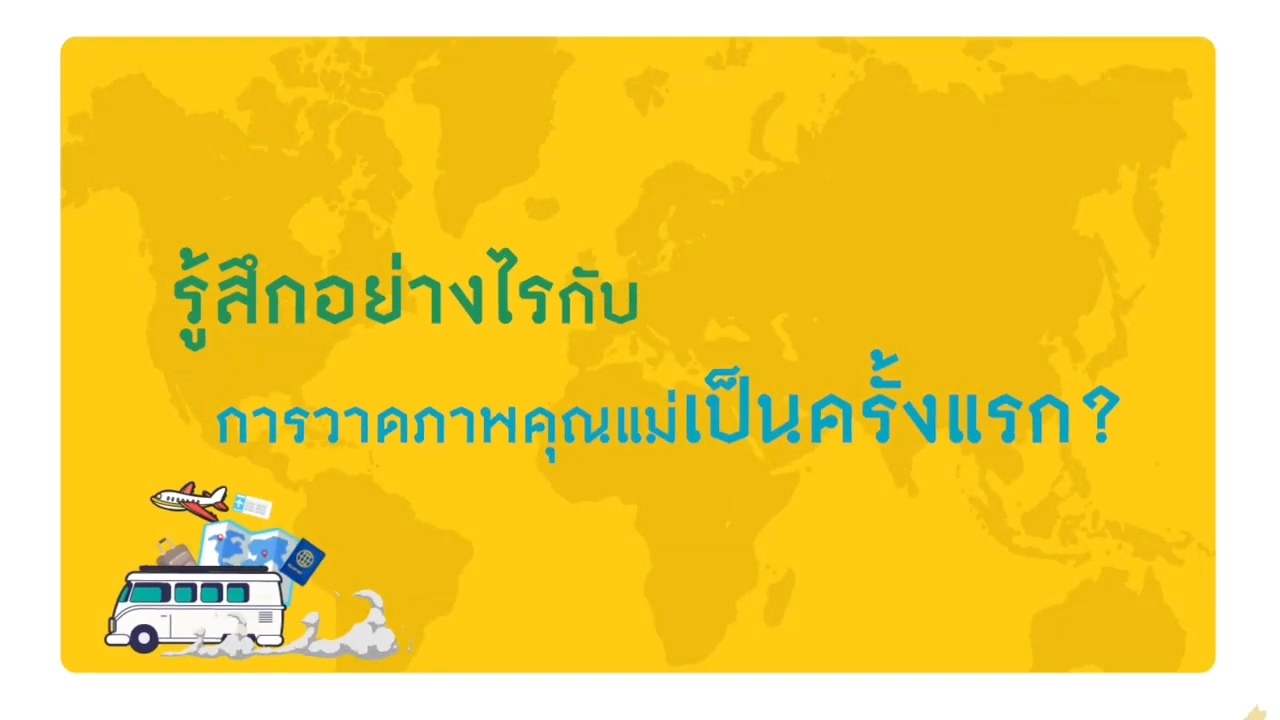 รู้สึกอย่างไรกับ
การวาดภาพคุณแม่เป็นครั้งแรก?